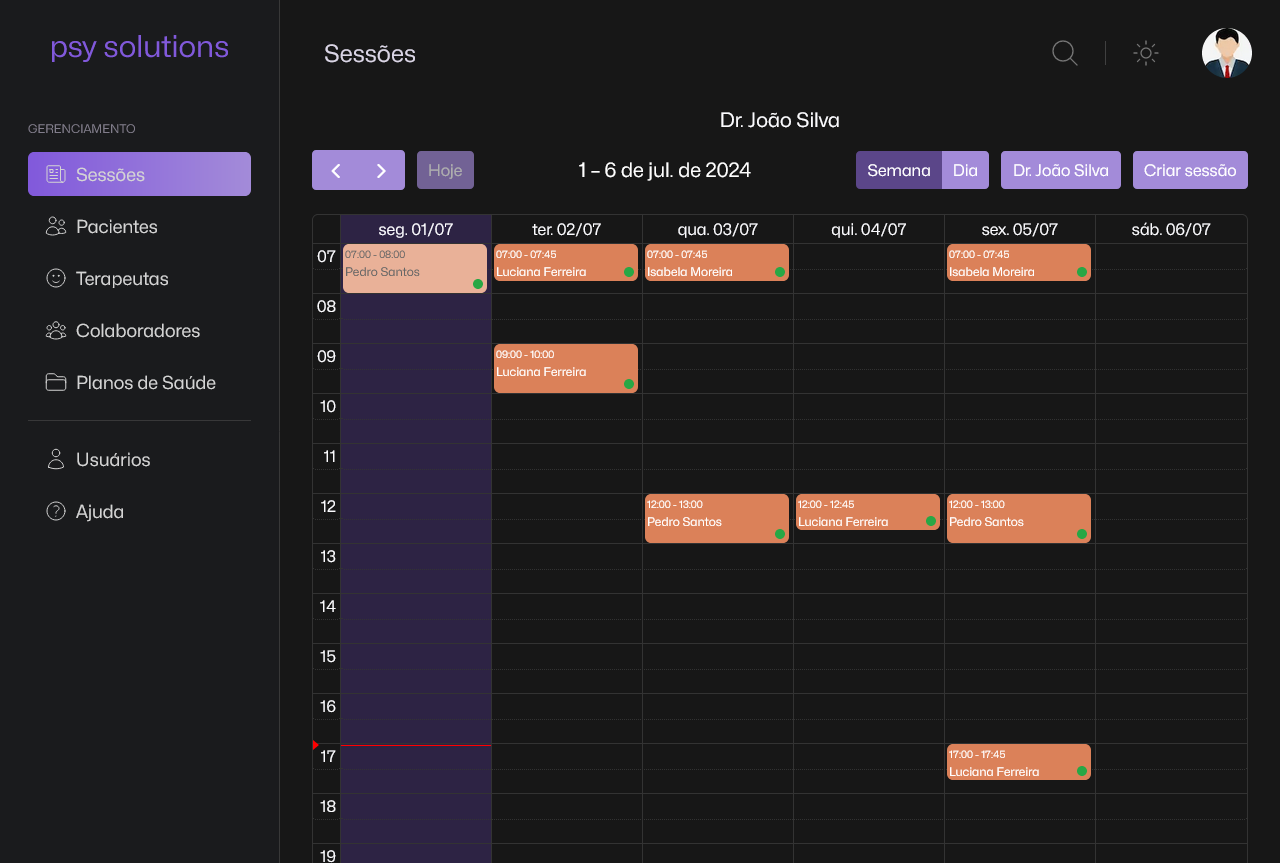 psy solutions
GERENCIAMENTO
Sessões
Pacientes
Terapeutas
Colaboradores
Planos de Saúde
Usuários
Ajuda
Sessões
Dr. João Silva
Hoje
1 – 6 de jul. de 2024
Semana Dia
Dr. João Silva
Criar sessão
seg. 01/07 ter. 02/07 qua. 03/07 qui. 04/07 sex. 05/07 sáb. 06/07
07
07:00 - 08:00
Pedro Santos
07:00 - 07:45
Luciana Ferreira
07:00 - 07:45
Isabela Moreira
07:00 - 07:45
Isabela Moreira
08
09
09:00 - 10:00
Luciana Ferreira
10
11
12
12:00 - 13:00
Pedro Santos
12:00 - 12:45
Luciana Ferreira
12:00 - 13:00
Pedro Santos
13
14
15
16
17
17:00 - 17:45
Luciana Ferreira
18
19